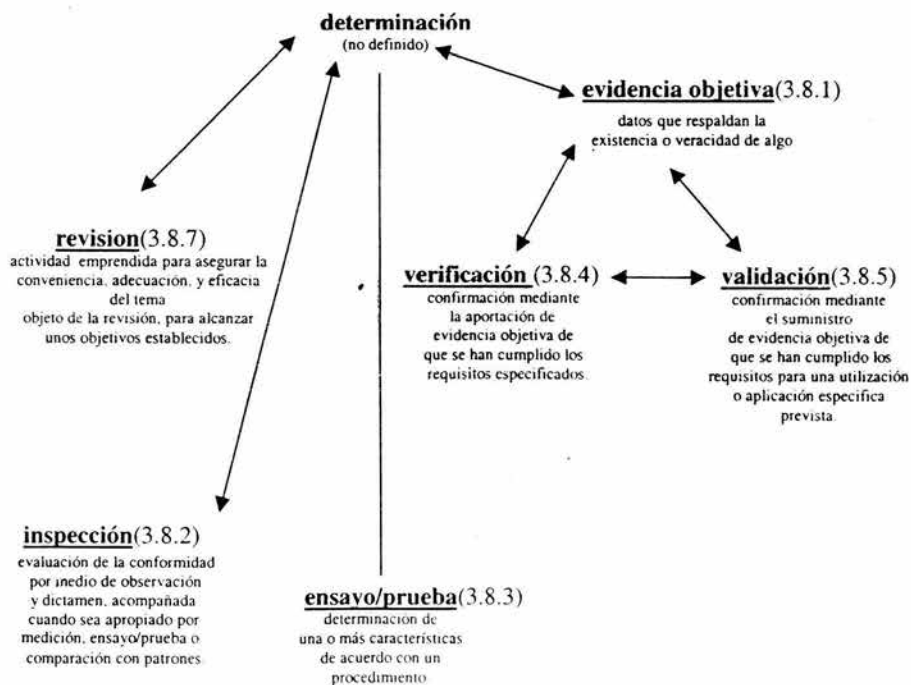 determinación
(no definido)
evidencia objetiva(3.8.1)
datos que respaldan la
existencia o veracidad de algo
revision(3.8.7)
actividad emprendida para asegurar la
conveniencia, adecuación, y eficacia
del tema
objeto de la revisión, para alcanzar
unos objetivos establecidos.
verificación (3.8.4)
confirmación mediante
la aportación de
evidencia objetiva de
que se han cumplido los
requisitos especificados.
validación(3.8.5)
confirmación mediante
el suministro
de evidencia objetiva de
que se han cumplido los
requisitos para una utilización
o aplicación especifica
prevista.
inspección(3.8.2)
evaluación de la conformidad
por medio de observación
y dictamen, acompañada
cuando sea apropiado por
medición, ensayo/prueba o
comparación con patrones
ensayo/prueba(3.8.3)
determinación de
una o más características
de acuerdo con un
procedimiento